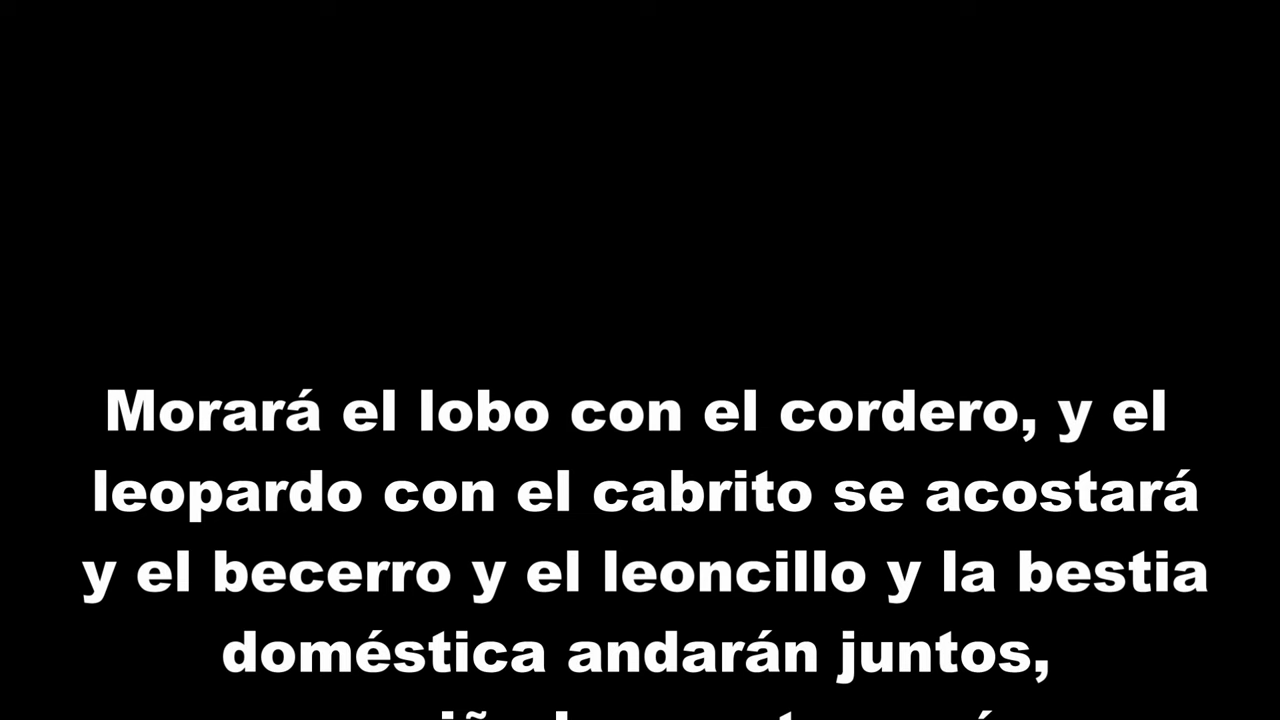 Morará el lobo con el cordero, y el
leopardo con el cabrito se acostará
y el becerro y el leoncillo y la bestia
doméstica andarán juntos,